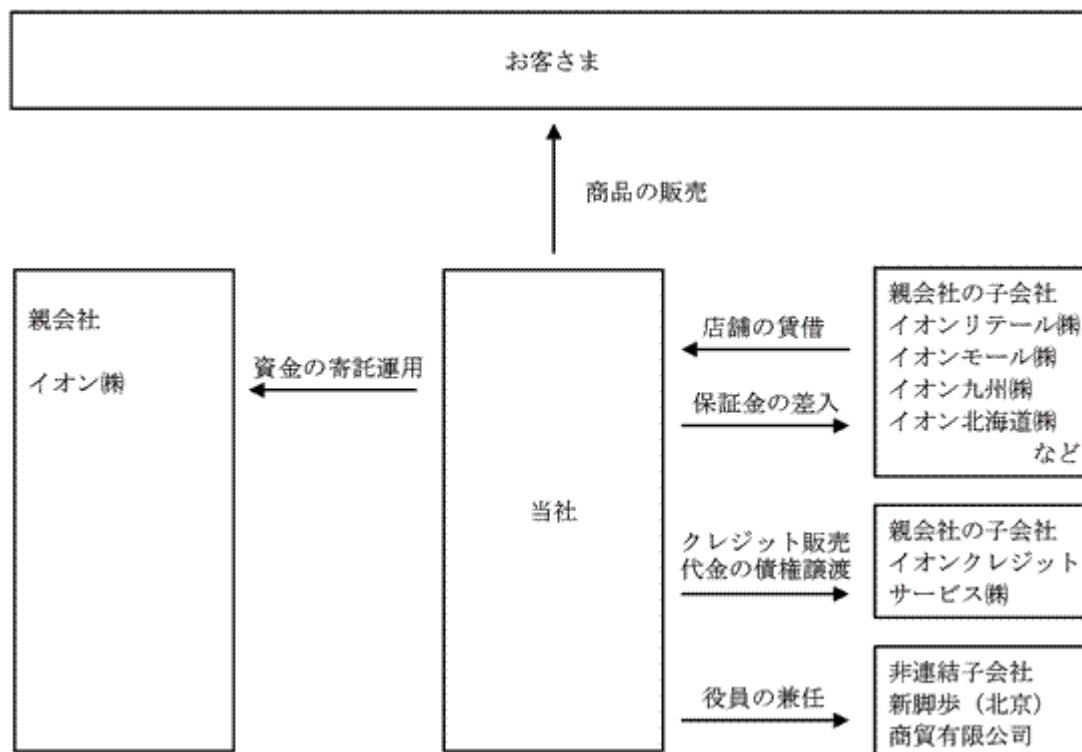 お客さま
商品の販売
親会社
イオン㈱
資金の寄託運用
当社
店舗の賃借
保証金の差入
親会社の子会社
イオンリテール㈱
イオンモール㈱
イオン九州㈱
イオン北海道㈱
など
クレジット販売
代金の債権譲渡
親会社の子会社
イオンクレジット
サービス㈱
役員の兼任
非連結子会社
新脚歩（北京）
商貿有限公司